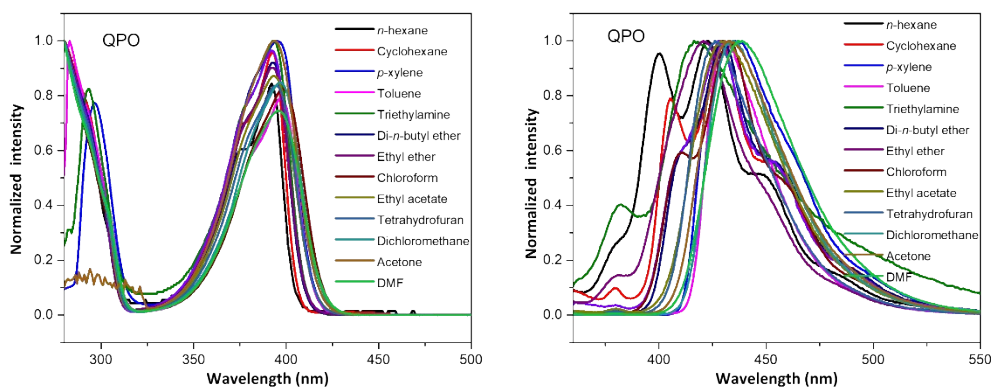 QPO
n-hexane
Cyclohexane
p-xylene
Toluene
Triethylamine
Di-n-butyl ether
Ethyl ether
Chloroform
Ethyl acetate
Tetrahydrofuran
Dichloromethane
Acetone
DMF
1.0
0.8
0.6
0.4
0.2
0.0
Normalized intensity
300
350
400
450
500
Wavelength (nm)
QPO
n-hexane
Cyclohexane
p-xylene
Toluene
Triethylamine
Di-n-butyl ether
Ethyl ether
Chloroform
Ethyl acetate
Tetrahydrofuran
Dichloromethane
Acetone
DMF
1.0
0.8
0.6
0.4
0.2
0.0
Normalized intensity
400
450
500
550
Wavelength (nm)